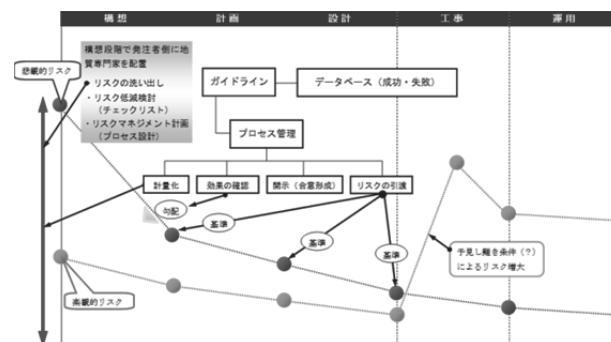 構想
計画
設計
工事
運用
構想段階で発注者側に地
質専門家を配置
・リスクの洗い出し
・リスク低減検討
(チェックリスト)
・リスクマネジメント計画
(プロセス設計)
悲観的リスク
ガイドライン
データベース（成功・失敗）
プロセス管理
計量化
効果の確認
開示（合意形成）
リスクの引渡
勾配
基準
基準
基準
予見し難き条件（？）
によるリスク増大
楽観的リスク